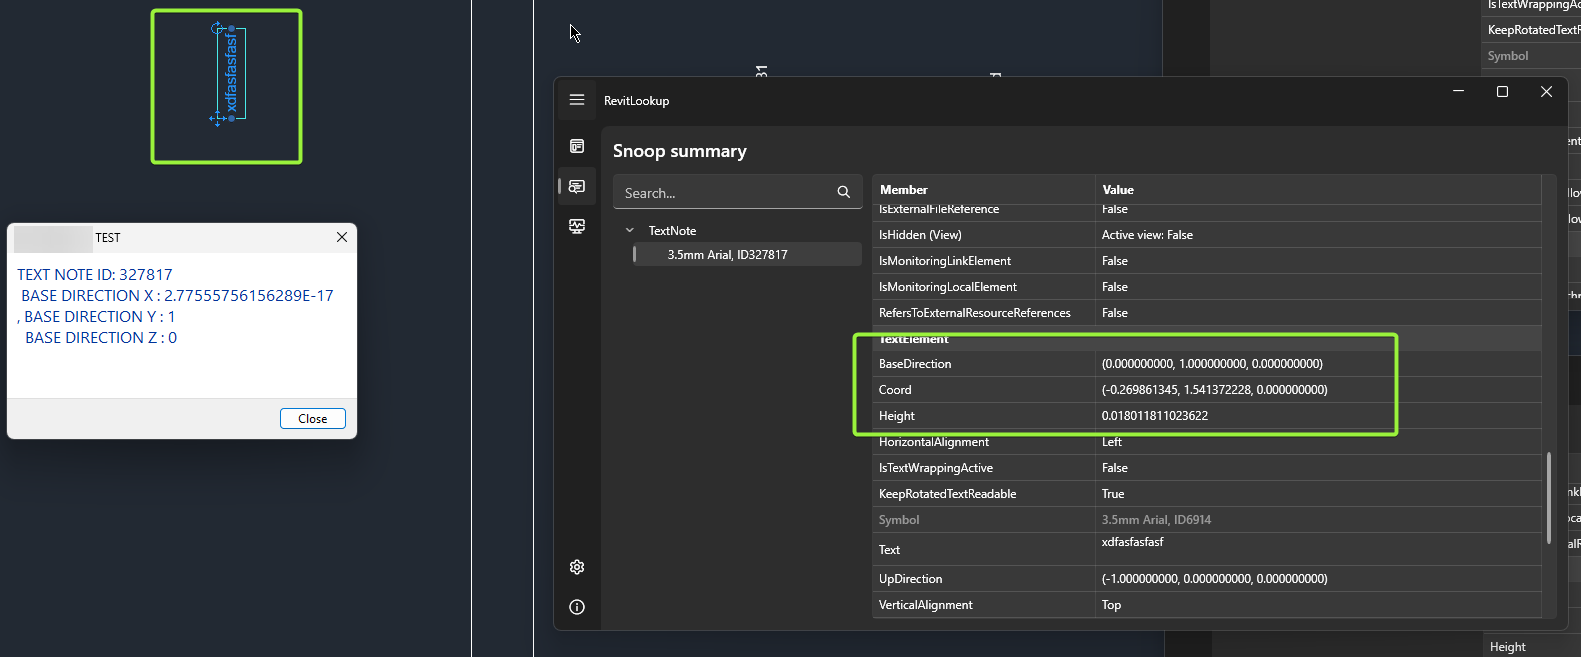 xdfasfasfasf
TEST
TEXT NOTE ID: 327817
BASE DIRECTION X : 2.77555756156289E-17
, BASE DIRECTION Y : 1
BASE DIRECTION Z : 0
Close
RevitLookup
Snoop summary
Search...
TextNote
3.5mm Arial, ID327817
Member Value
IsExternalFileReference False
IsHidden (View) Active view: False
IsMonitoringLinkElement False
IsMonitoringLocalElement False
RefersToExternalResourceReferences False
TextElement
BaseDirection (0.000000000, 1.000000000, 0.000000000)
Coord (-0.269861345, 1.541372228, 0.000000000)
Height 0.018011811023622
HorizontalAlignment Left
IsTextWrappingActive False
KeepRotatedTextReadable True
Symbol 3.5mm Arial, ID6914
Text xdfasfasfasf
UpDirection (-1.000000000, 0.000000000, 0.000000000)
VerticalAlignment Top
Symbol
Height